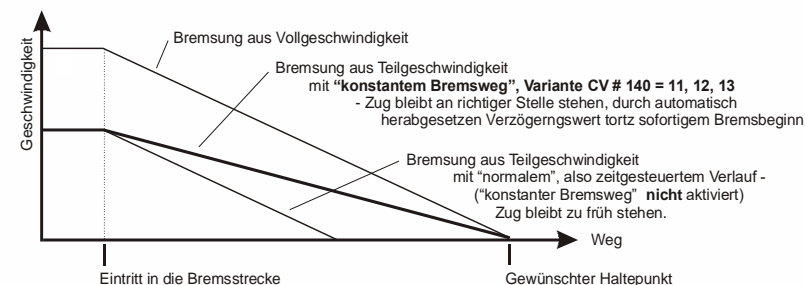 Geschwindigkeit
Bremsung aus Vollgeschwindigkeit
Bremsung aus Teilgeschwindigkeit
mit “konstantem Bremsweg”, Variante CV # 140 = 11, 12, 13
- Zug bleibt an richtiger Stelle stehen, durch automatisch
herabgesetzen Verzögerngswert tortz sofortigem Bremsbeginn
Bremsung aus Teilgeschwindigkeit
mit “normalem”, also zeitgesteuertem Verlauf -
(“konstanter Bremsweg” nicht aktiviert)
Zug bleibt zu früh stehen.
Weg
Eintritt in die Bremsstrecke
Gewünschter Haltepunkt